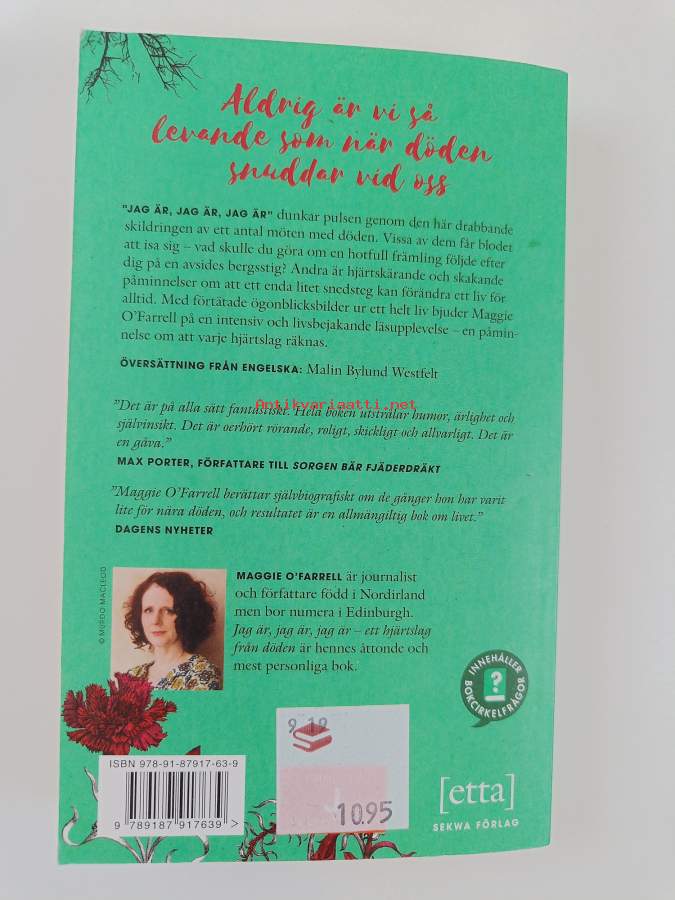 Aldrig är vi så
levande som när döden
snuddar vid oss
"JAG ÄR, JAG ÄR, JAG ÄR" dunkar pulsen genom den här drabbande
skildringen av ett antal möten med döden. Vissa av dem får blodet
att isa sig – vad skulle du göra om en hotfull främling följde efter
dig på en avsides bergsstig? Andra är hjärtskärande och skakande
påminnelser om att ett enda litet snedsteg kan förändra ett liv för
alltid. Med förtätade ögonblicksbilder ur ett helt liv bjuder Maggie
O'Farrell på en intensiv och livsbejakande läsupplevelse – en påmin-
nelse om att varje hjärtslag räknas.
ÖVERSÄTTNING FRÅN ENGELSKA: Malin Bylund Westfelt
Antikvariaatti.net
"Det är på alla sätt fantastiskt. Hela boken utstrålar humor, ärlighet och
självinsikt. Det är oerhört rörande, roligt, skickligt och allvarligt. Det är
en gåva."
MAX PORTER, FÖRFATTARE TILL SORGEN BÄR FJÄDERDRÄKT
"Maggie O'Farrell berättar självbiografiskt om de gånger hon har varit
lite för nära döden, och resultatet är en allmängiltig bok om livet."
DAGENS NYHETER
© MURDO MACLEOD
MAGGIE O'FARRELL är journalist
och författare född i Nordirland
men bor numera i Edinburgh.
Jag är, jag är, jag är – ett hjärtslag
från döden är hennes åttonde och
mest personliga bok.
INNEHÅLLER
BOKCIRKELFRÅGOR
?
9 19
10.95
ISBN 978-91-87917-63-9
9 789187 917639 >
[etta]
SEKWA FÖRLAG